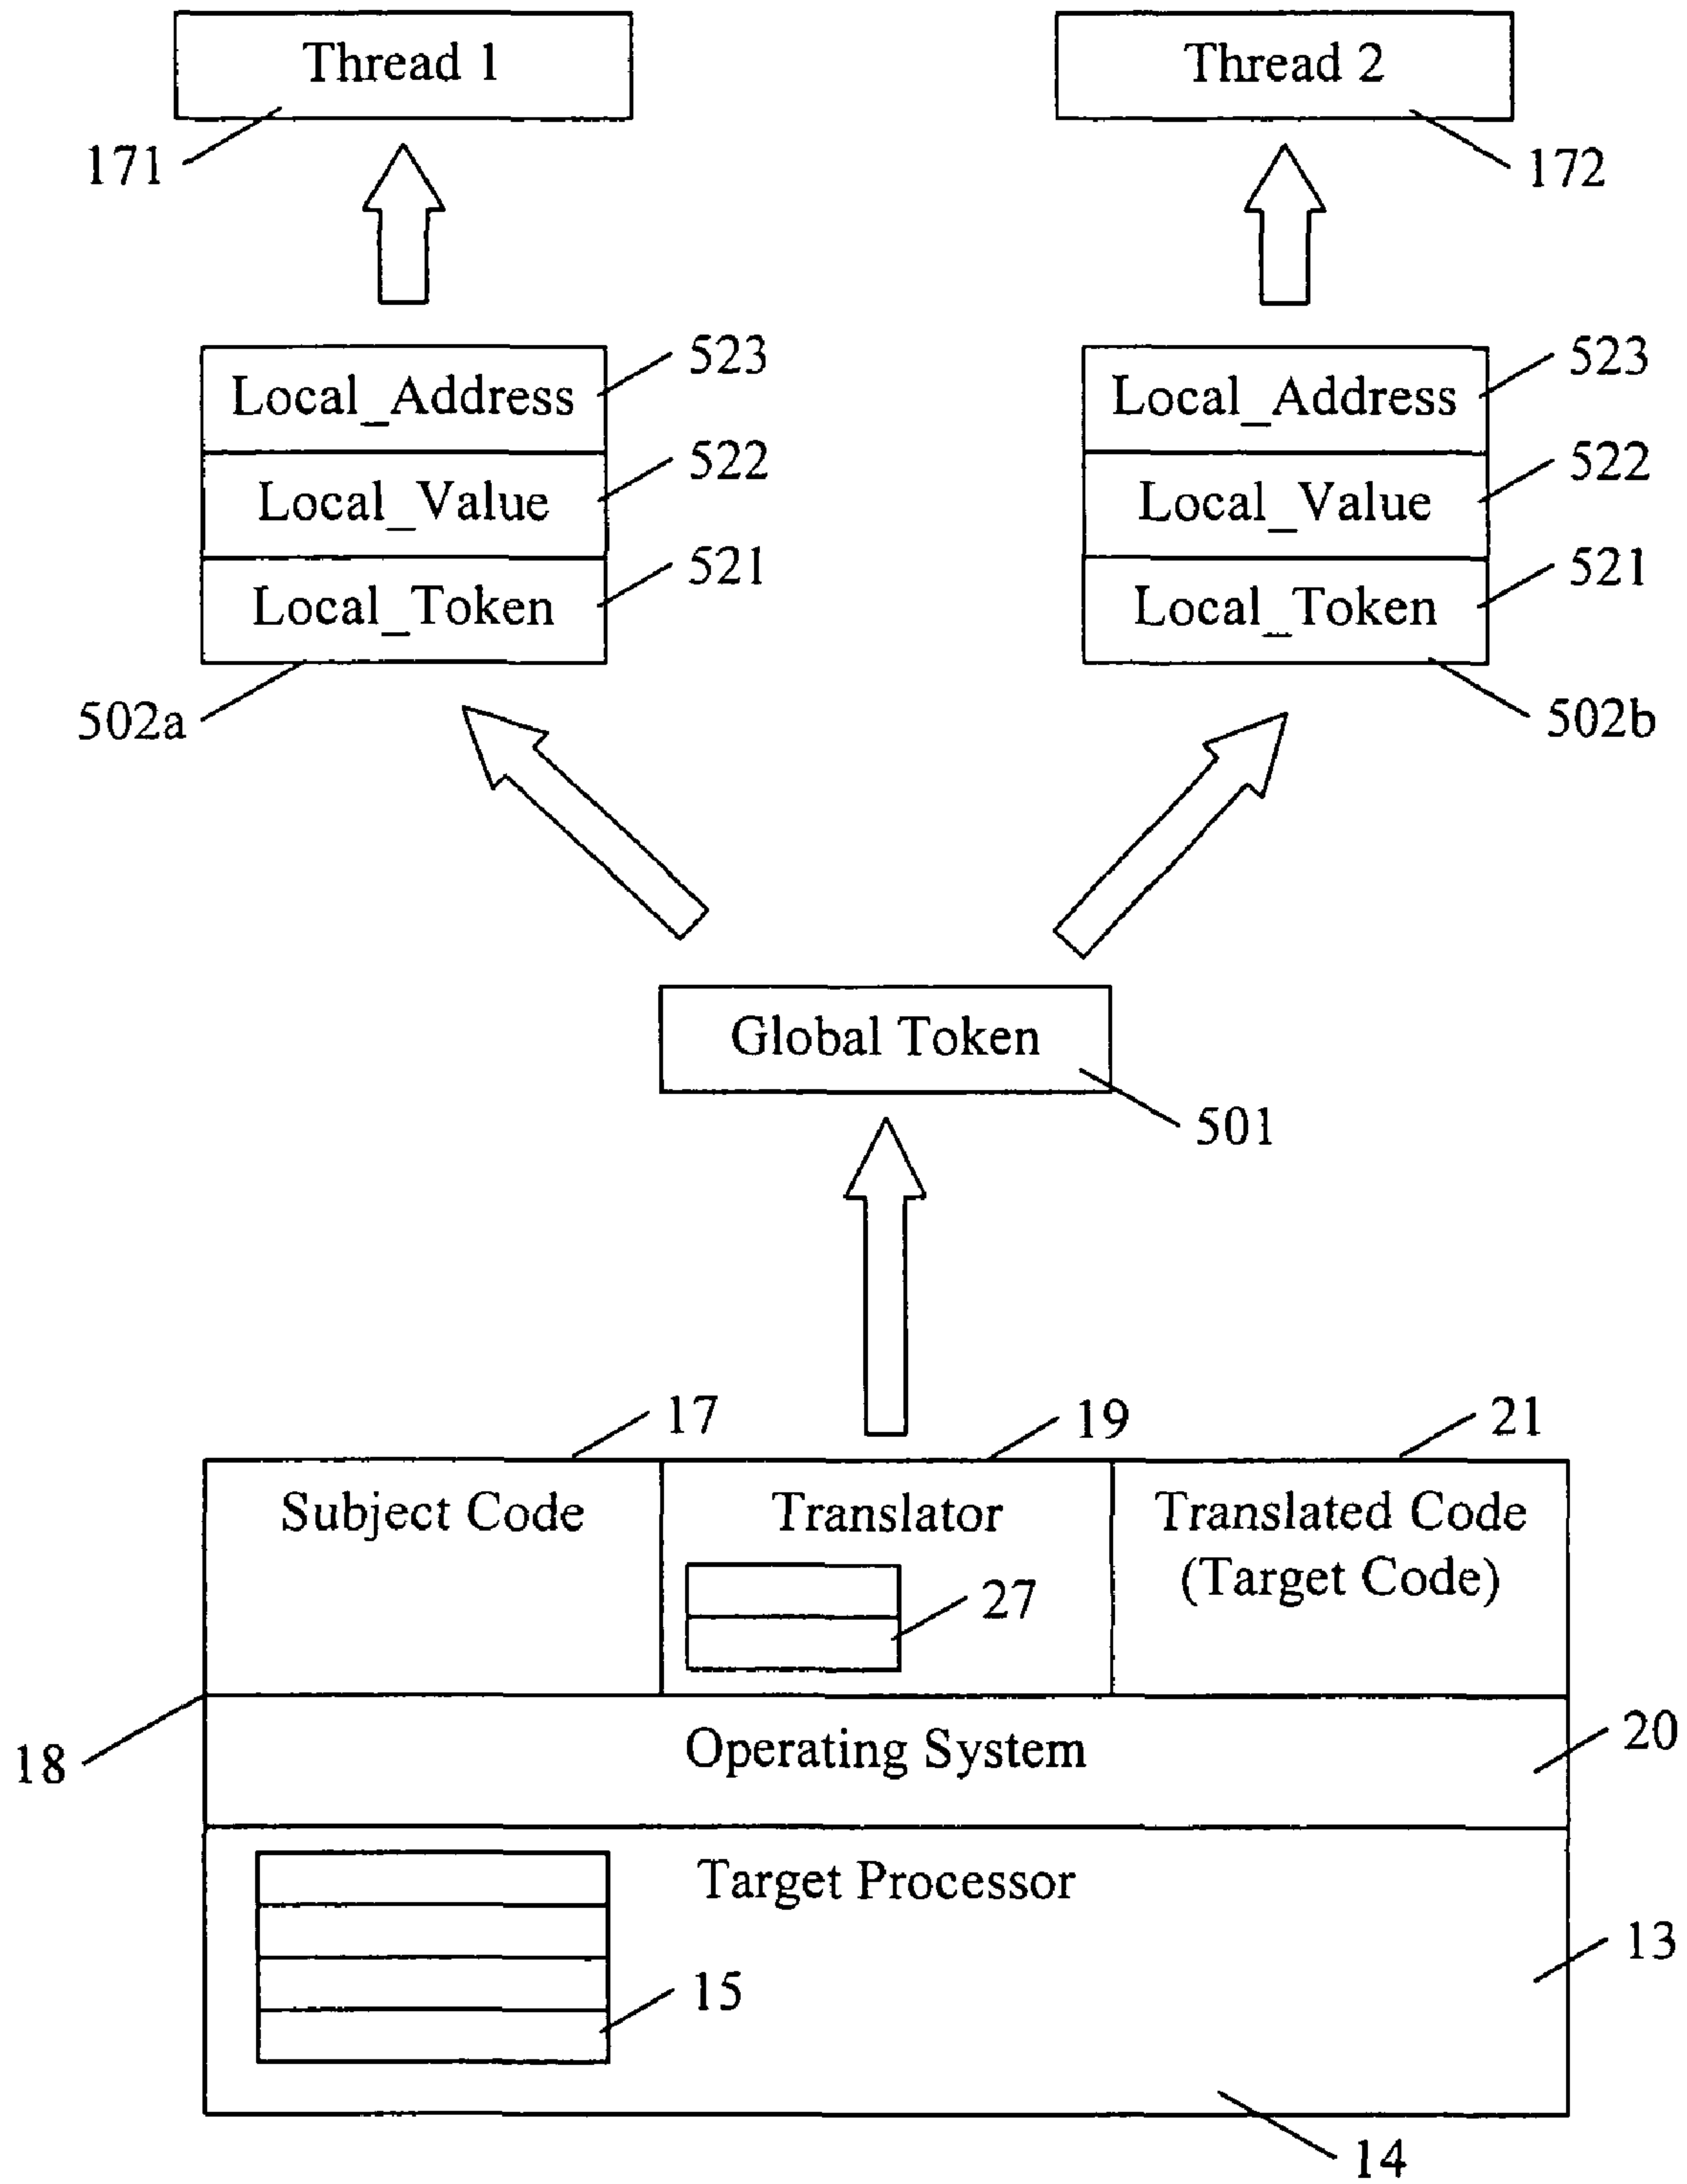 Thread 1
Thread 2
171
172
Local_Address
523
Local_Value
522
Local_Token
521
502a
Local_Address
523
Local_Value
522
Local_Token
521
502b
Global Token
501
17
19
21
Subject Code
Translator
27
Translated Code
(Target Code)
18
Operating System
20
Target Processor
13
15
14